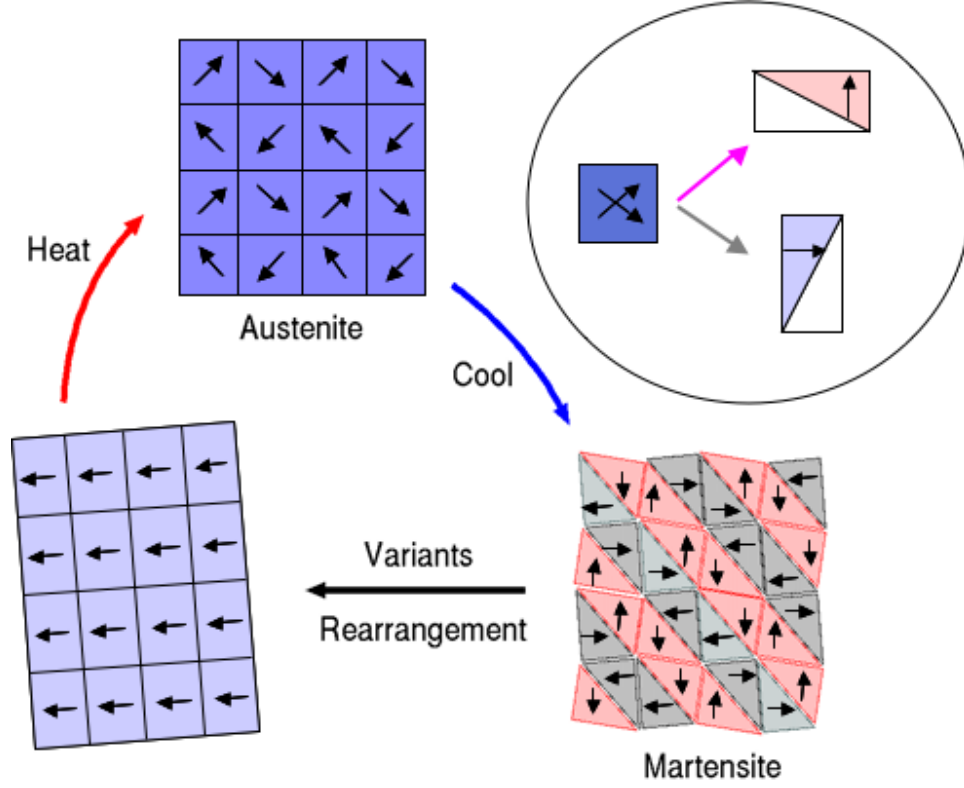 Heat
Austenite
Cool
Variants
Rearrangement
Martensite